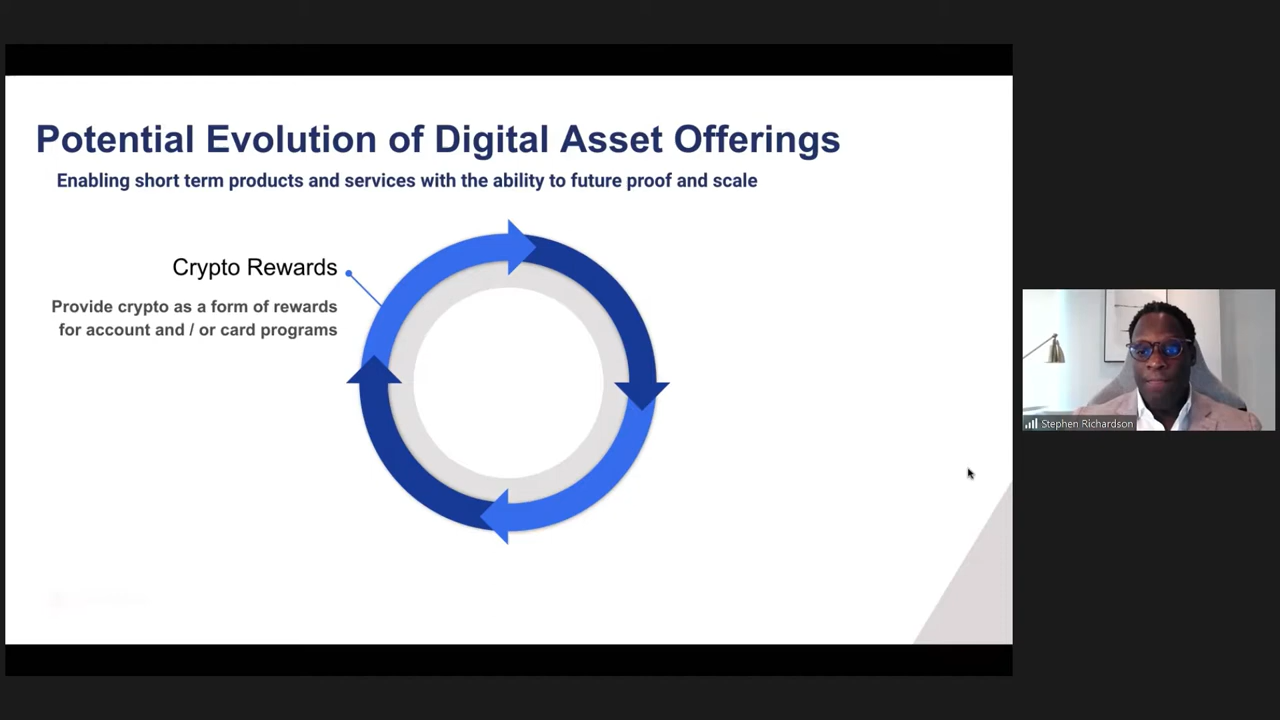 Potential Evolution of Digital Asset Offerings
Enabling short term products and services with the ability to future proof and scale
Crypto Rewards
Provide crypto as a form of rewards
for account and / or card programs
Stephen Richardson